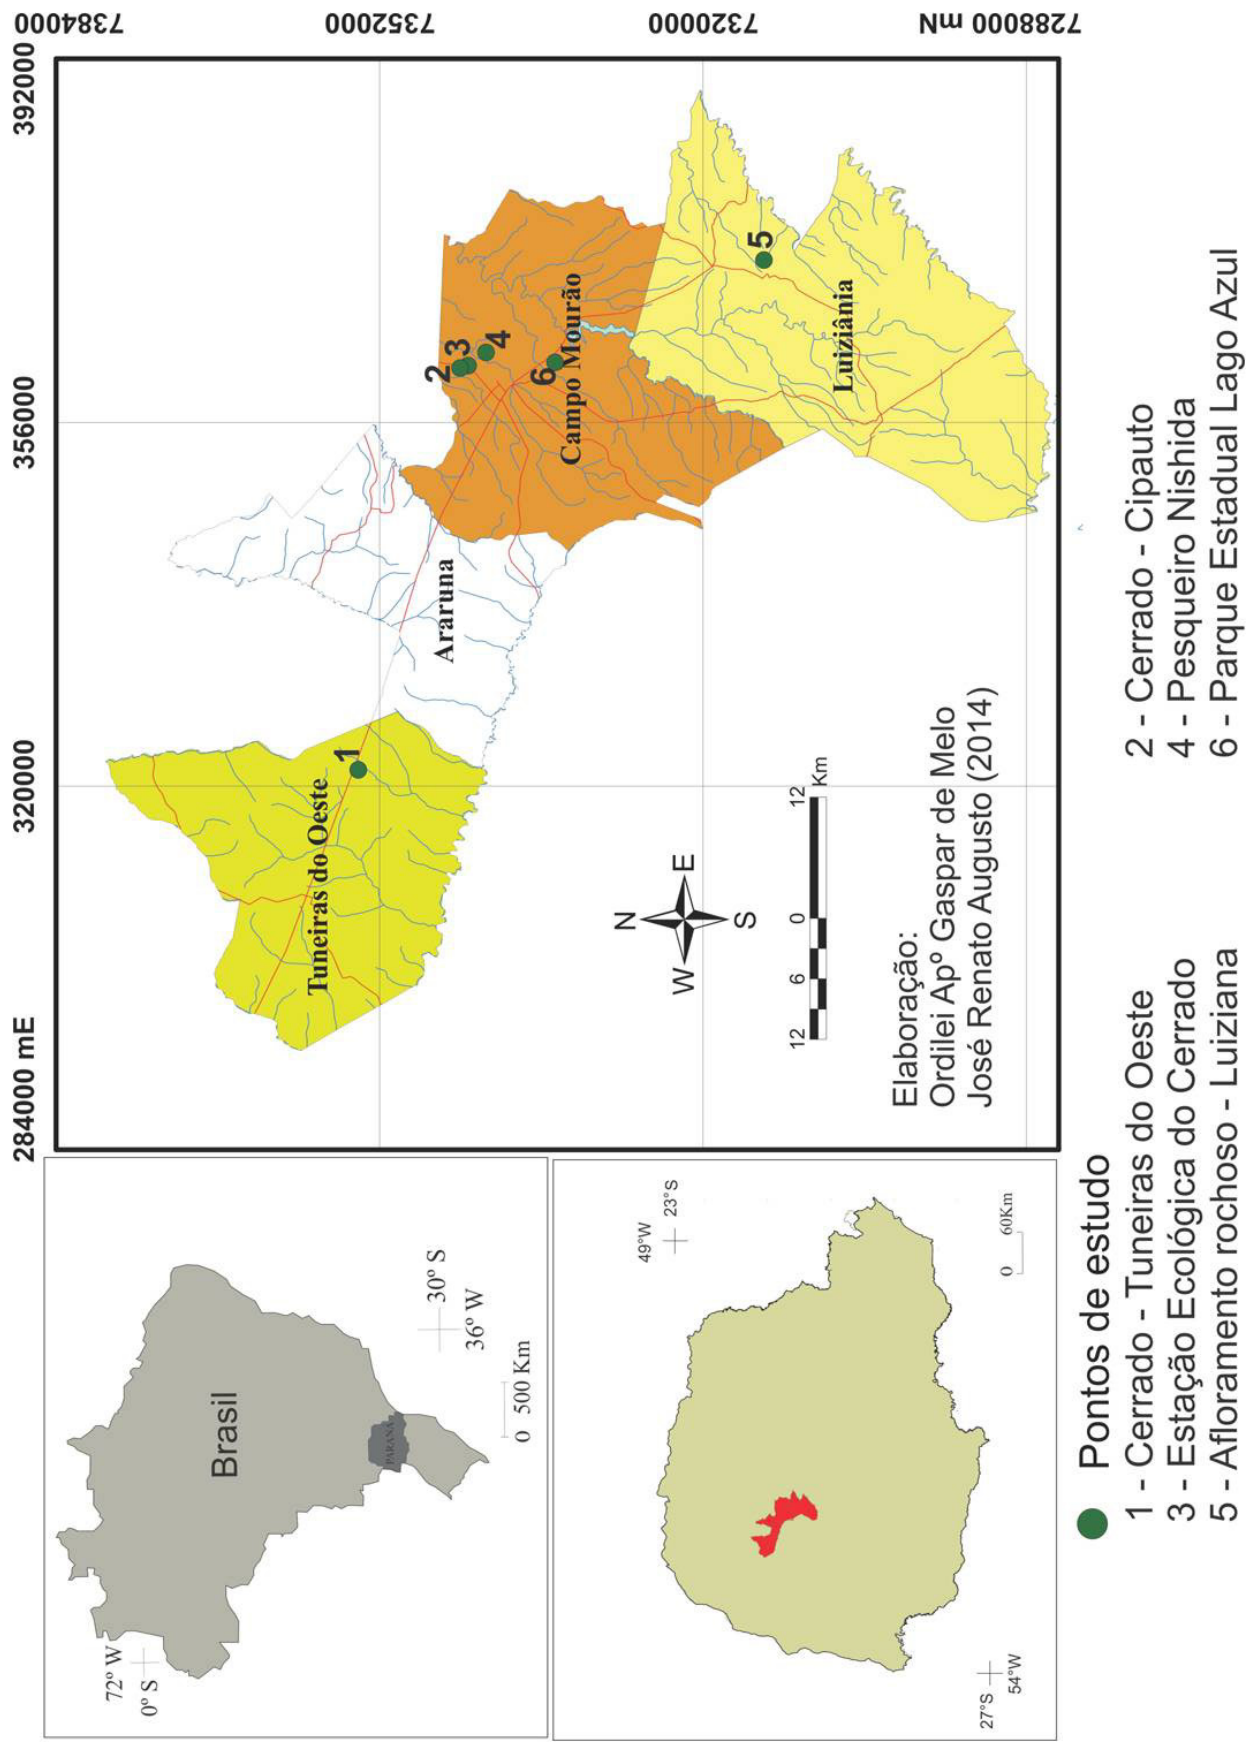 Brasil
PARANÁ
72º W
0º S
30º S
36º W
0 500 Km
49°W
23°S
27°S
54°W
0 60Km
284000 mE
320000
356000
392000
7384000
7352000
7320000
7288000 mN
Tuneiras do Oeste
1
Araruna
Campo Mourão
2
3
4
6
Luiziânia
5
N
W
E
S
12 6 0 12
Km
Elaboração:
Ordilei Apº Gaspar de Melo
José Renato Augusto (2014)
Pontos de estudo
1 - Cerrado - Tuneiras do Oeste
2 - Cerrado - Cipauto
3 - Estação Ecológica do Cerrado
4 - Pesqueiro Nishida
5 - Afloramento rochoso - Luiziana
6 - Parque Estadual Lago Azul